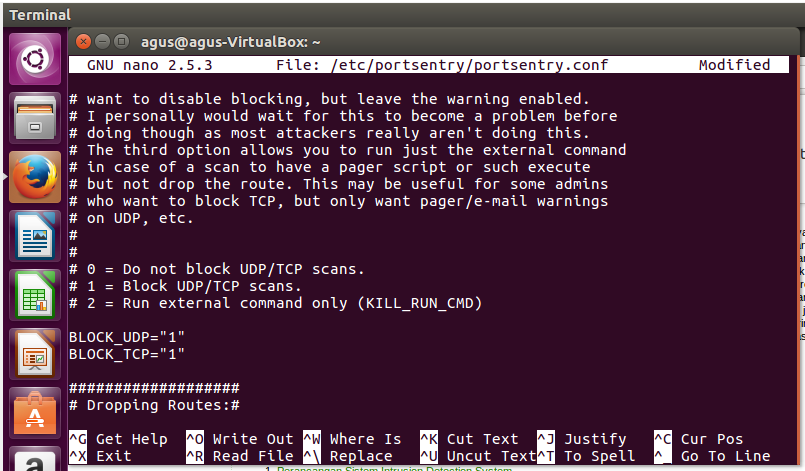 Terminal
agus@agus-VirtualBox: ~
GNU nano 2.5.3 File: /etc/portsentry/portsentry.conf Modified
# want to disable blocking, but leave the warning enabled.
# I personally would wait for this to become a problem before
# doing though as most attackers really aren't doing this.
# The third option allows you to run just the external command
# in case of a scan to have a pager script or such execute
# but not drop the route. This may be useful for some admins
# who want to block TCP, but only want pager/e-mail warnings
# on UDP, etc.
#
#
# 0 = Do not block UDP/TCP scans.
# 1 = Block UDP/TCP scans.
# 2 = Run external command only (KILL_RUN_CMD)
BLOCK_UDP="1"
BLOCK_TCP="1"
###################
# Dropping Routes:#
^G Get Help ^O Write Out ^W Where Is ^K Cut Text ^J Justify ^C Cur Pos
^X Exit ^R Read File ^\ Replace ^U Uncut Text ^T To Spell ^_ Go To Line
1. Perancangan Sistem Intrusion Detection System